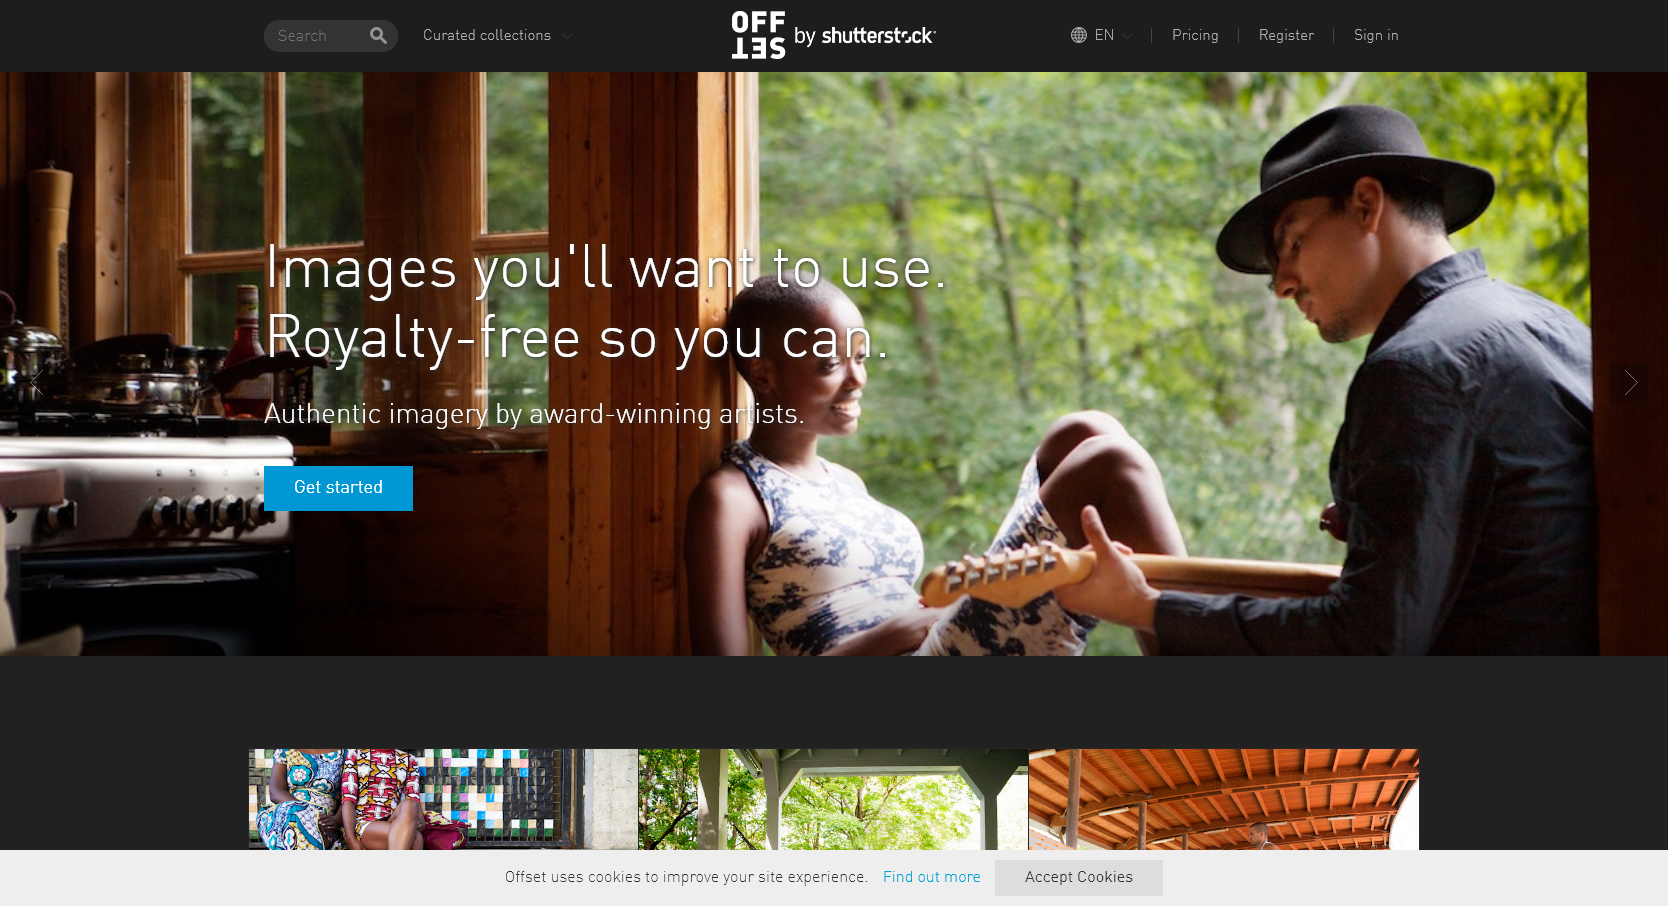 Search
Curated collections
OFF
SET
by shutterstock
EN
Pricing
Register
Sign in
Images you'll want to use.
Royalty-free so you can.
Authentic imagery by award-winning artists.
Get started
Offset uses cookies to improve your site experience.
Find out more
Accept Cookies